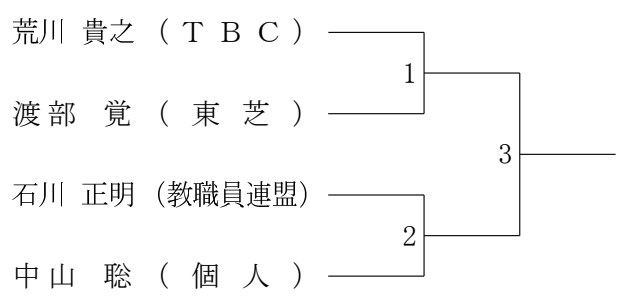 荒川 貴之 （ＴＢＣ）
1
渡部 覚 （東芝）
3
石川 正明 （教職員連盟）
2
中山 聡 （個人）